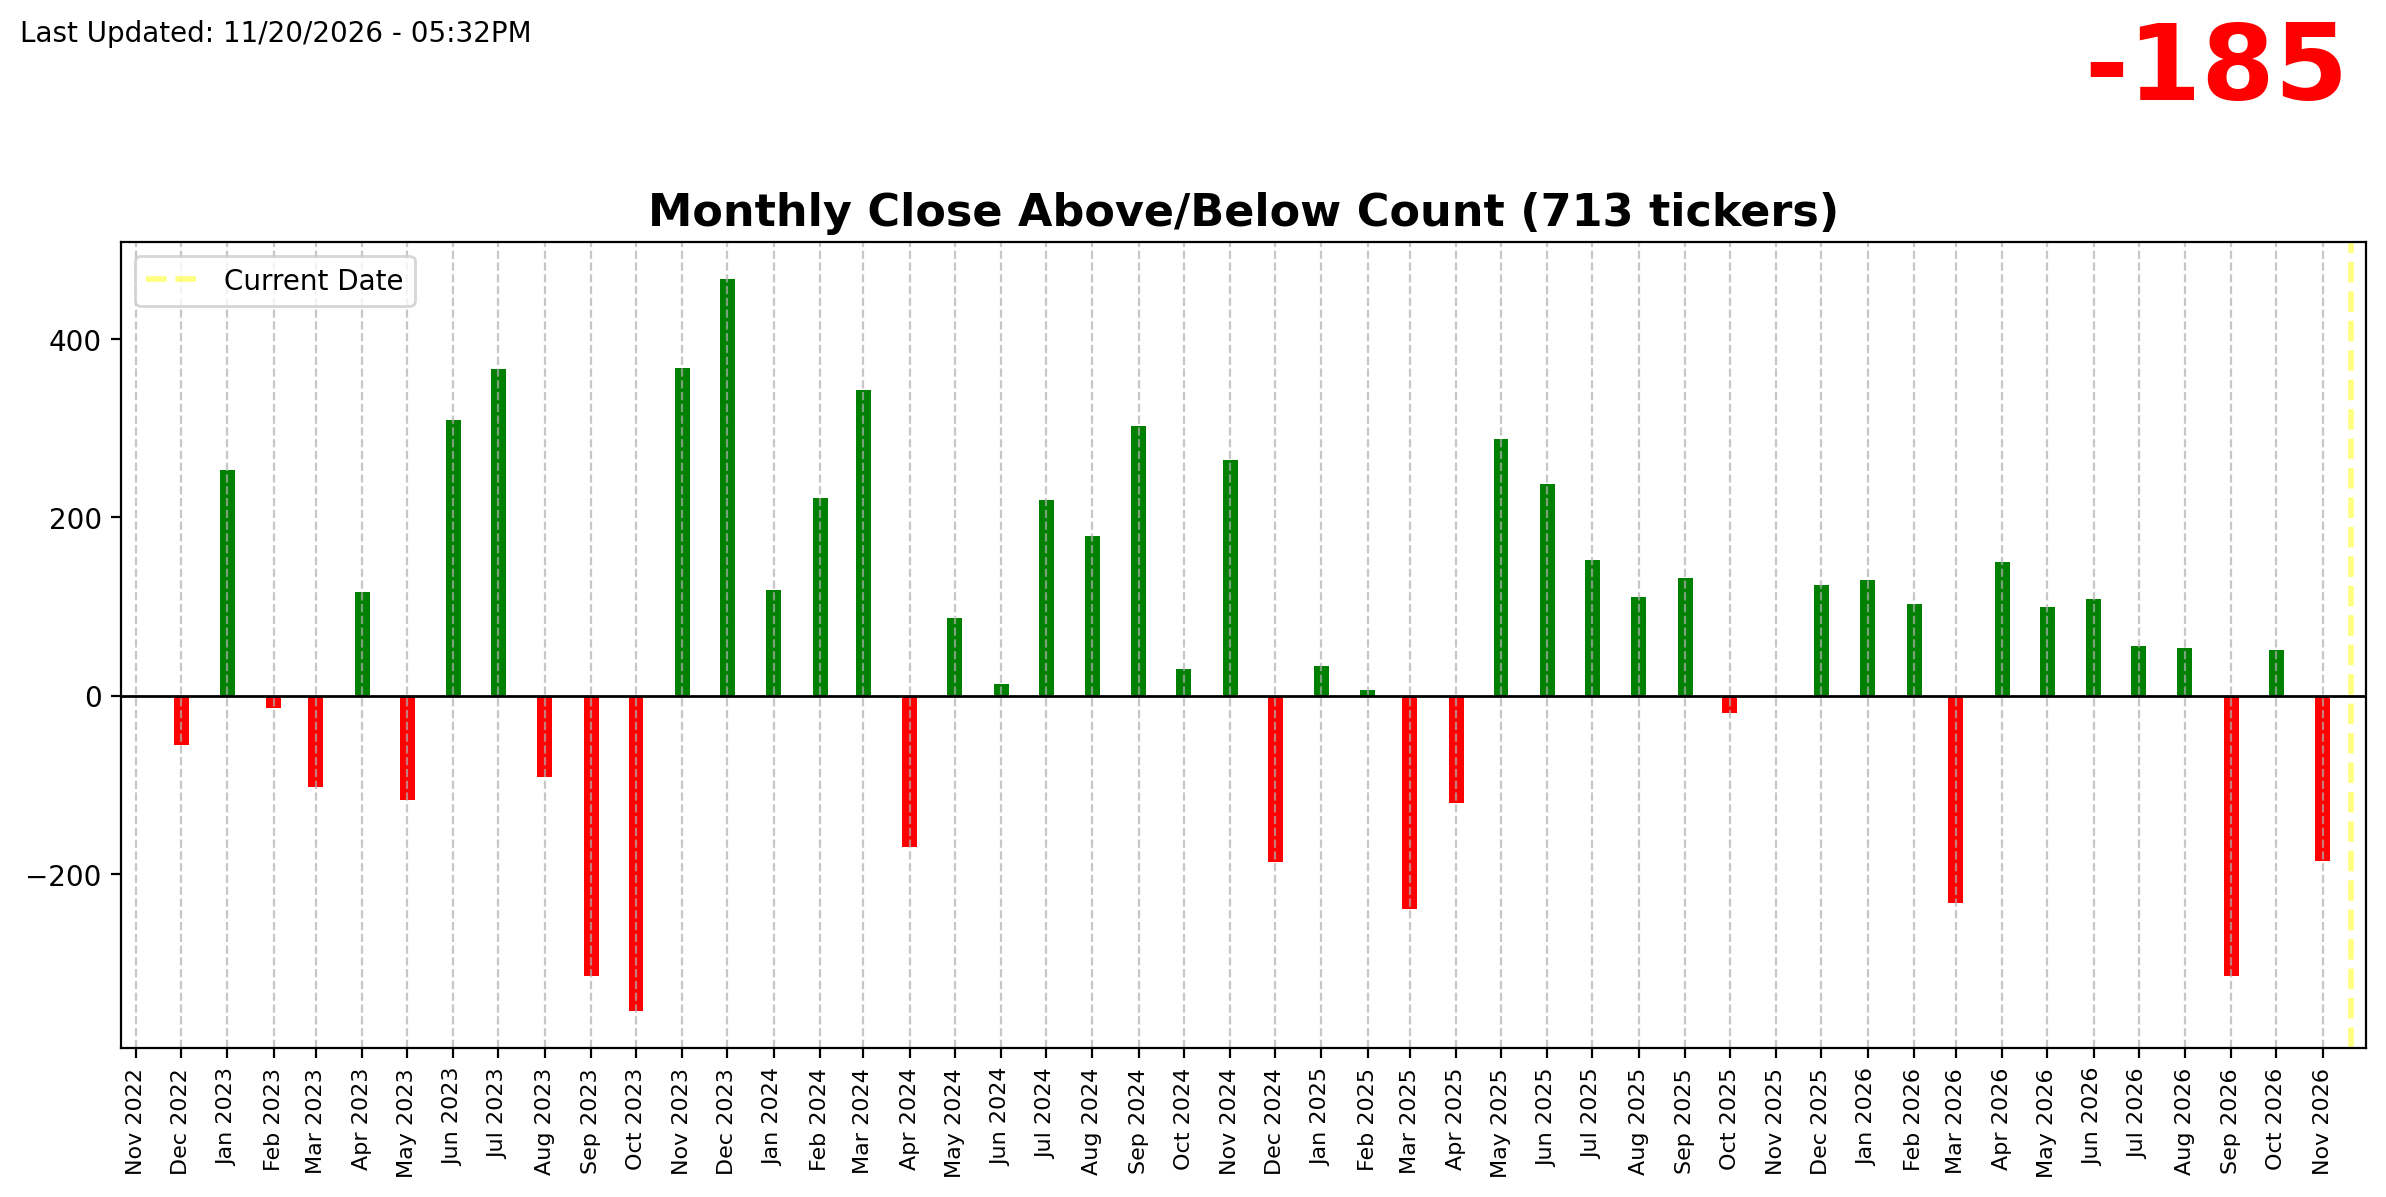 Last Updated: 11/20/2026 - 05:32PM
-185
Monthly Close Above/Below Count (713 tickers)
Current Date
400
200
0
−200
Nov 2022
Dec 2022
Jan 2023
Feb 2023
Mar 2023
Apr 2023
May 2023
Jun 2023
Jul 2023
Aug 2023
Sep 2023
Oct 2023
Nov 2023
Dec 2023
Jan 2024
Feb 2024
Mar 2024
Apr 2024
May 2024
Jun 2024
Jul 2024
Aug 2024
Sep 2024
Oct 2024
Nov 2024
Dec 2024
Jan 2025
Feb 2025
Mar 2025
Apr 2025
May 2025
Jun 2025
Jul 2025
Aug 2025
Sep 2025
Oct 2025
Nov 2025
Dec 2025
Jan 2026
Feb 2026
Mar 2026
Apr 2026
May 2026
Jun 2026
Jul 2026
Aug 2026
Sep 2026
Oct 2026
Nov 2026